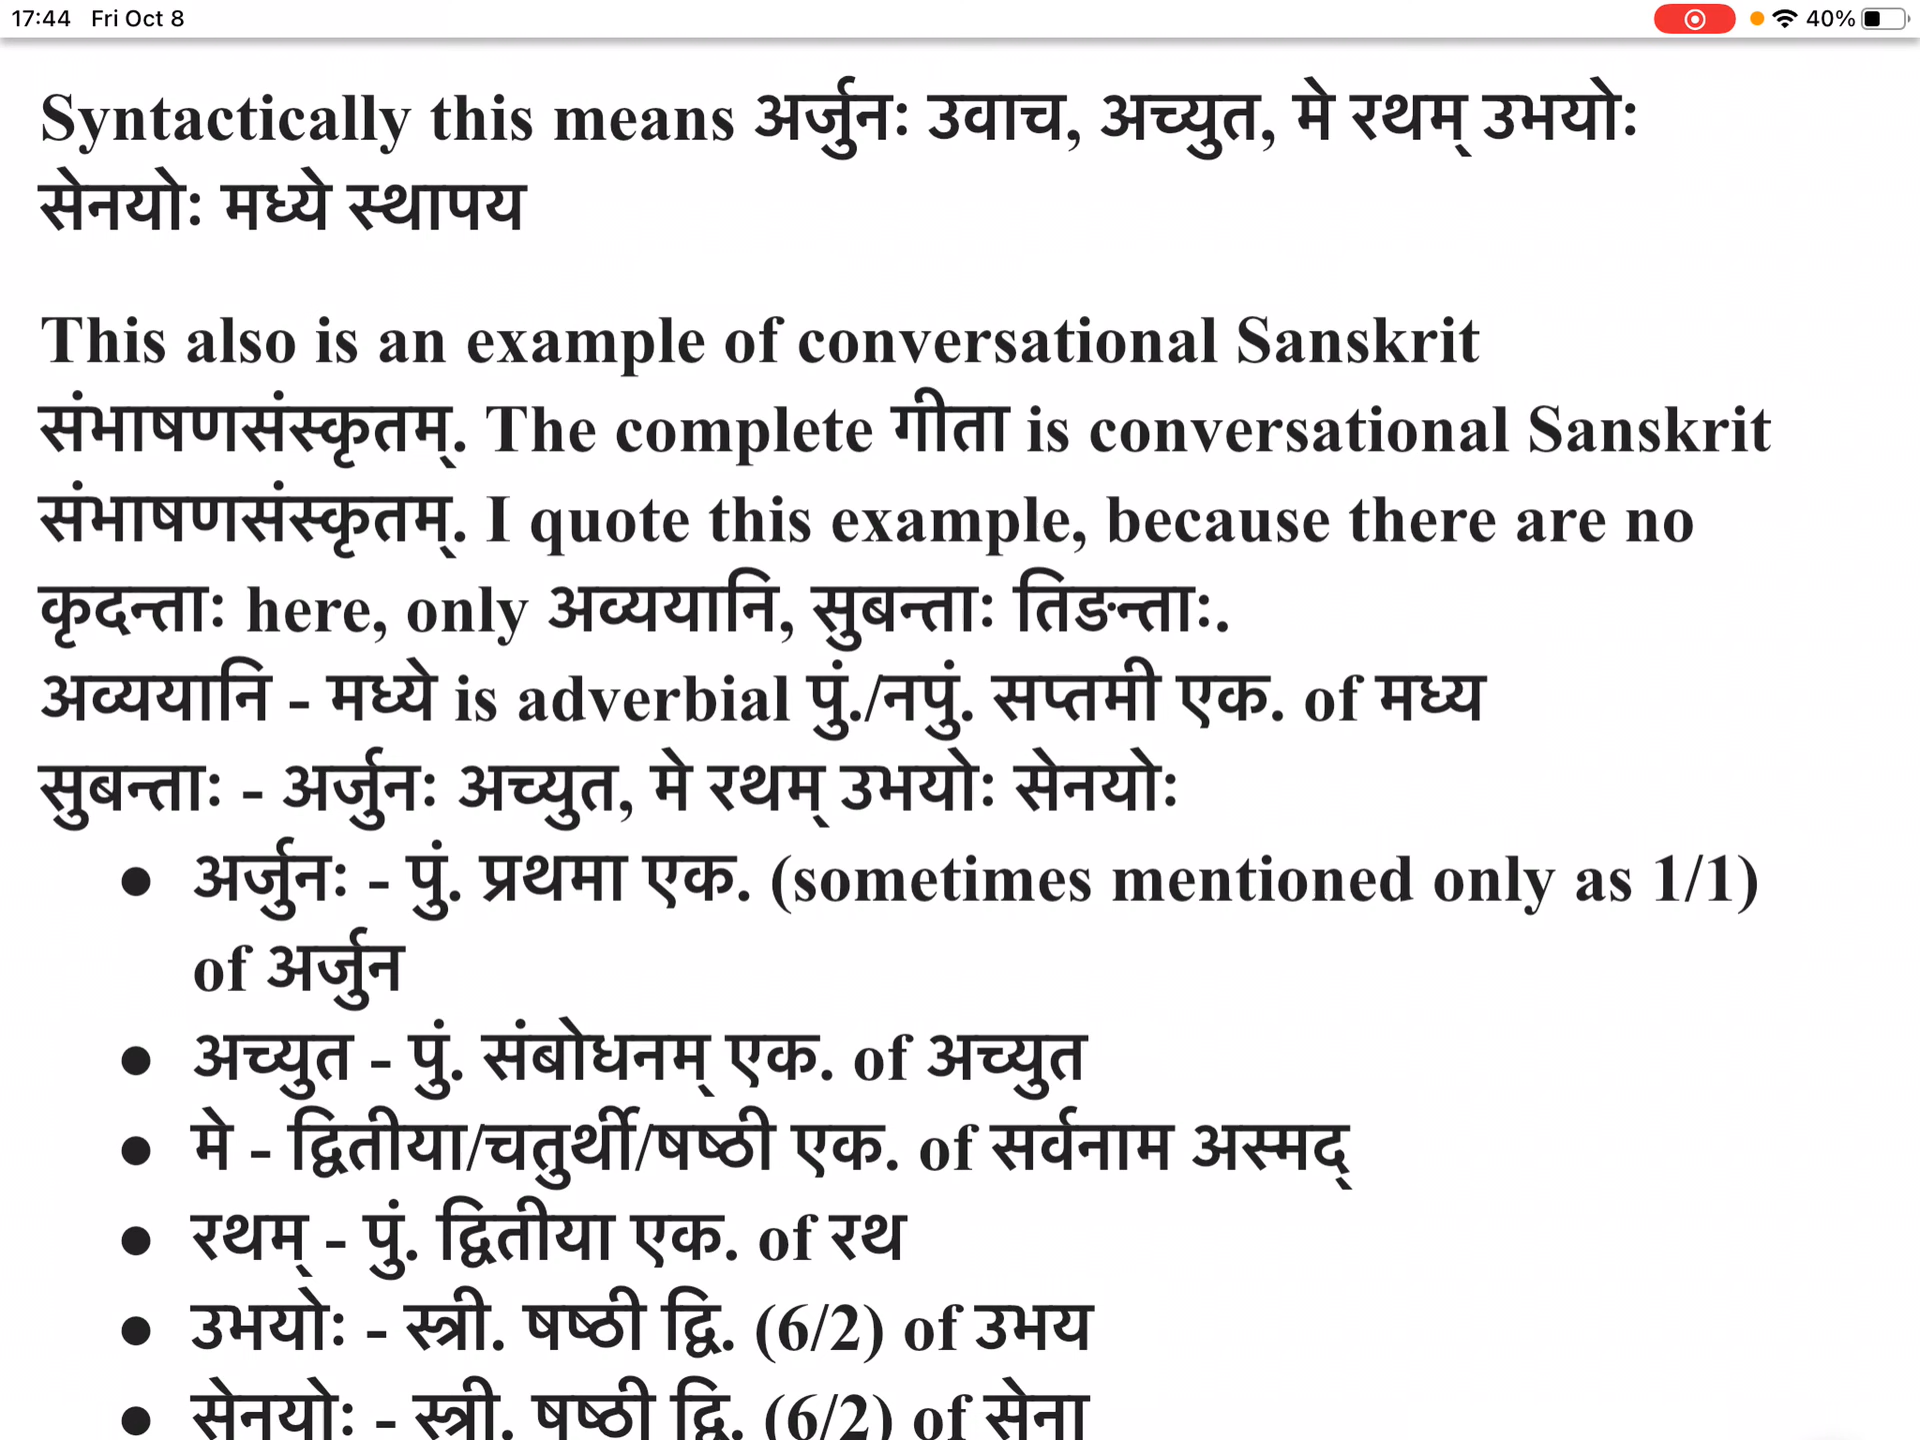 17:44 Fri Oct 8 40%
Syntactically this means अर्जुनः उवाच, अच्युत, मे रथम् उभयोः
सेनयोः मध्ये स्थापय
This also is an example of conversational Sanskrit
संभाषणसंस्कृतम्. The complete गीता is conversational Sanskrit
संभाषणसंस्कृतम्. I quote this example, because there are no
कृदन्ताः here, only अव्ययानि, सुबन्ताः तिङन्ताः.
अव्ययानि - मध्ये is adverbial पुं./नपुं. सप्तमी एक. of मध्य
सुबन्ताः - अर्जुनः अच्युत, मे रथम् उभयोः सेनयोः
● अर्जुनः - पुं. प्रथमा एक. (sometimes mentioned only as 1/1)
of अर्जुन
● अच्युत - पुं. संबोधनम् एक. of अच्युत
● मे - द्वितीया/चतुर्थी/षष्ठी एक. of सर्वनाम अस्मद्
● रथम् - पुं. द्वितीया एक. of रथ
● उभयोः - स्त्री. षष्ठी द्वि. (6/2) of उभय
● सेनयोः - स्त्री. षष्ठी द्वि. (6/2) of सेना